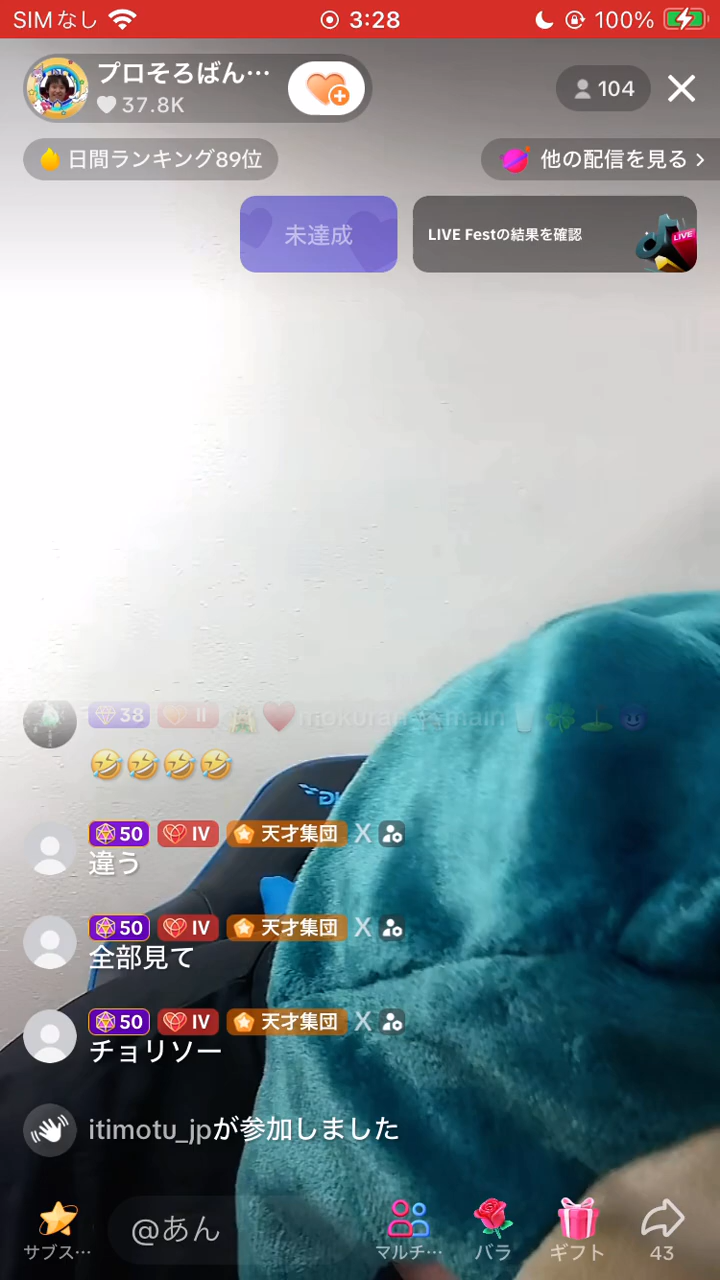 SIMなし 3:28 100%
プロそろばん…
37.8K
104
日間ランキング89位
他の配信を見る
未達成
LIVE Festの結果を確認
LIVE
38 II mokuran main
50 IV 天才集団 X
違う
50 IV 天才集団 X
全部見て
50 IV 天才集団 X
チョリソー
itimotu_jpが参加しました
サブス… @あん マルチ… バラ ギフト 43